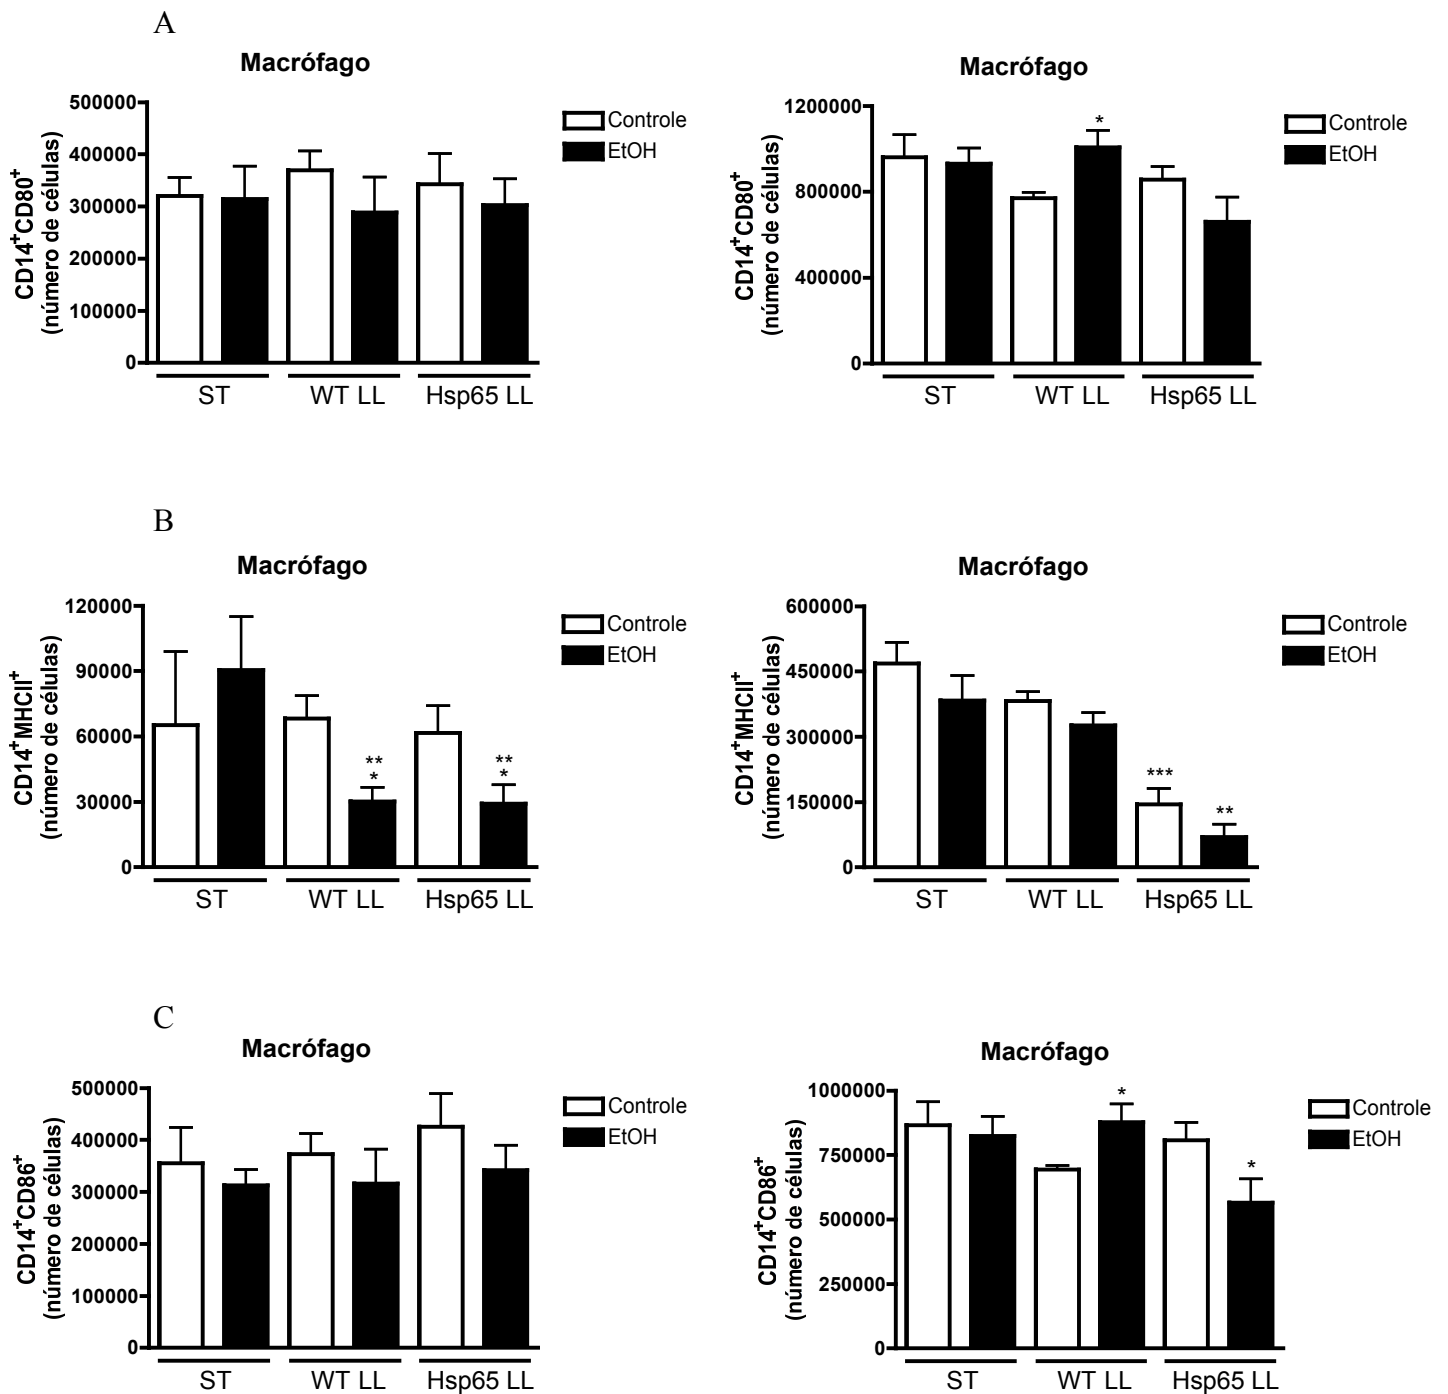 A
Macrófago
CD14⁺CD80⁺
(número de células)
500000
400000
300000
200000
100000
0
Controle
EtOH
ST
WT LL
Hsp65 LL
Macrófago
CD14⁺CD80⁺
(número de células)
1200000
800000
400000
0
*
Controle
EtOH
ST
WT LL
Hsp65 LL
B
Macrófago
CD14⁺MHCII⁺
(número de células)
120000
90000
60000
30000
0
**
*
**
*
Controle
EtOH
ST
WT LL
Hsp65 LL
Macrófago
CD14⁺MHCII⁺
(número de células)
600000
450000
300000
150000
0
***
**
Controle
EtOH
ST
WT LL
Hsp65 LL
C
Macrófago
CD14⁺CD86⁺
(número de células)
500000
400000
300000
200000
100000
0
Controle
EtOH
ST
WT LL
Hsp65 LL
Macrófago
CD14⁺CD86⁺
(número de células)
1000000
750000
500000
250000
0
*
*
Controle
EtOH
ST
WT LL
Hsp65 LL